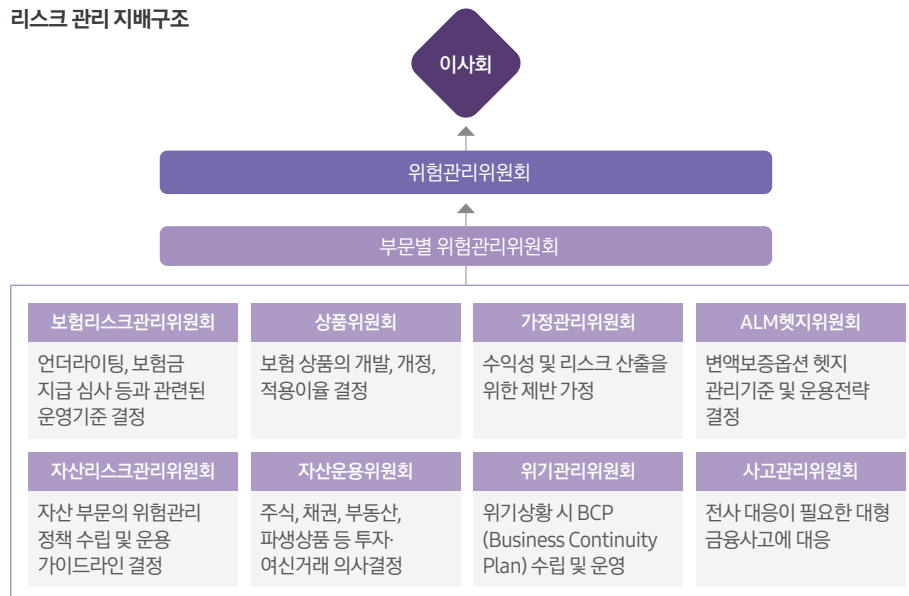 리스크 관리 지배구조
이사회
위험관리위원회
부문별 위험관리위원회
보험리스크관리위원회
언더라이팅, 보험금
지급 심사 등과 관련된
운영기준 결정
상품위원회
보험 상품의 개발, 개정,
적용이율 결정
가정관리위원회
수익성 및 리스크 산출을
위한 제반 가정
ALM헷지위원회
변액보증옵션 헷지
관리기준 및 운용전략
결정
자산리스크관리위원회
자산 부문의 위험관리
정책 수립 및 운용
가이드라인 결정
자산운용위원회
주식, 채권, 부동산,
파생상품 등 투자·
여신거래 의사결정
위기관리위원회
위기상황 시 BCP
(Business Continuity
Plan) 수립 및 운영
사고관리위원회
전사 대응이 필요한 대형
금융사고에 대응